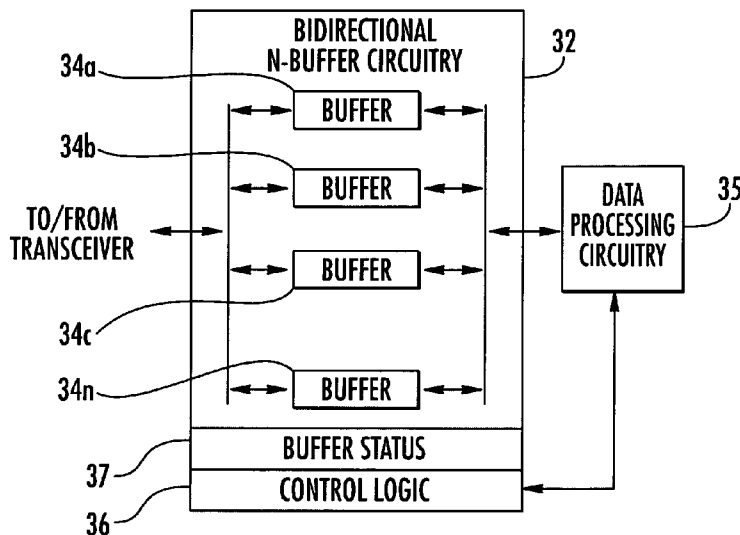 BIDIRECTIONAL
N-BUFFER CIRCUITRY
32
34a
BUFFER
34b
BUFFER
TO/FROM
TRANSCEIVER
DATA
PROCESSING
CIRCUITRY
35
BUFFER
34c
34n
BUFFER
37
BUFFER STATUS
36
CONTROL LOGIC